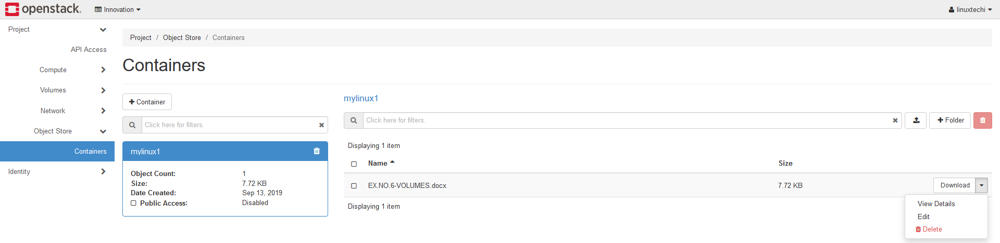 openstack. Innovation linuxtechi
Project
API Access
Compute
Volumes
Network
Object Store
Containers
Identity
Project / Object Store / Containers
Containers
Container
Click here for filters.
mylinux1
Object Count: 1
Size: 7.72 KB
Date Created: Sep 13, 2019
Public Access: Disabled
mylinux1
Click here for filters. Folder
Displaying 1 item
Name Size
EX.NO.6-VOLUMES.docx 7.72 KB Download
Displaying 1 item
View Details
Edit
Delete